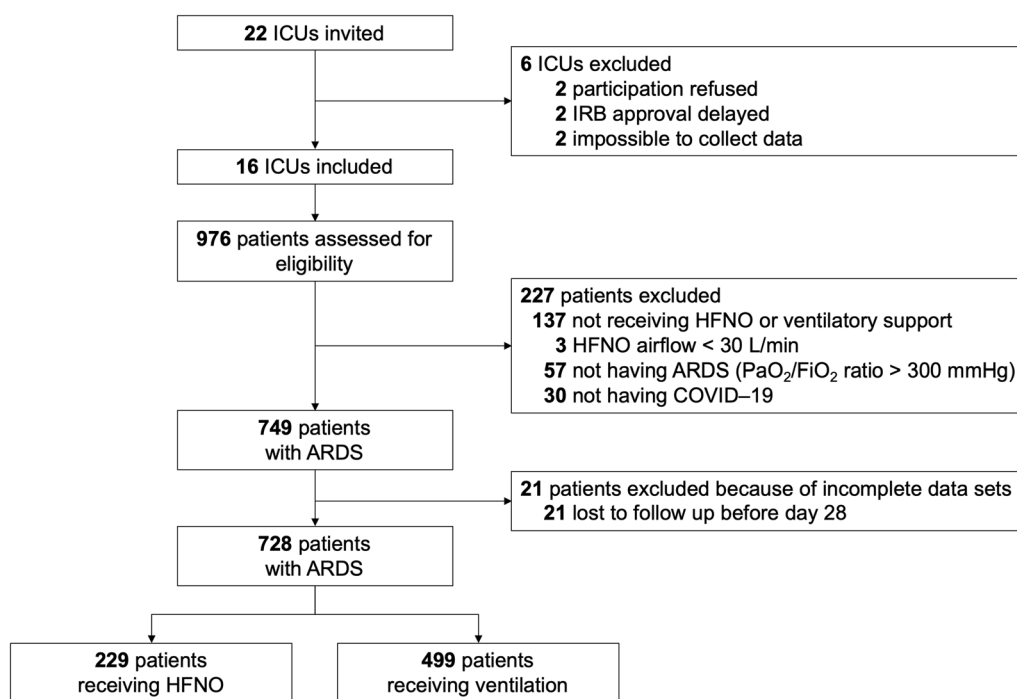 22 ICUs invited
6 ICUs excluded
2 participation refused
2 IRB approval delayed
2 impossible to collect data
16 ICUs included
976 patients assessed for
eligibility
227 patients excluded
137 not receiving HFNO or ventilatory support
3 HFNO airflow < 30 L/min
57 not having ARDS (PaO₂/FiO₂ ratio > 300 mmHg)
30 not having COVID–19
749 patients
with ARDS
21 patients excluded because of incomplete data sets
21 lost to follow up before day 28
728 patients
with ARDS
229 patients
receiving HFNO
499 patients
receiving ventilation